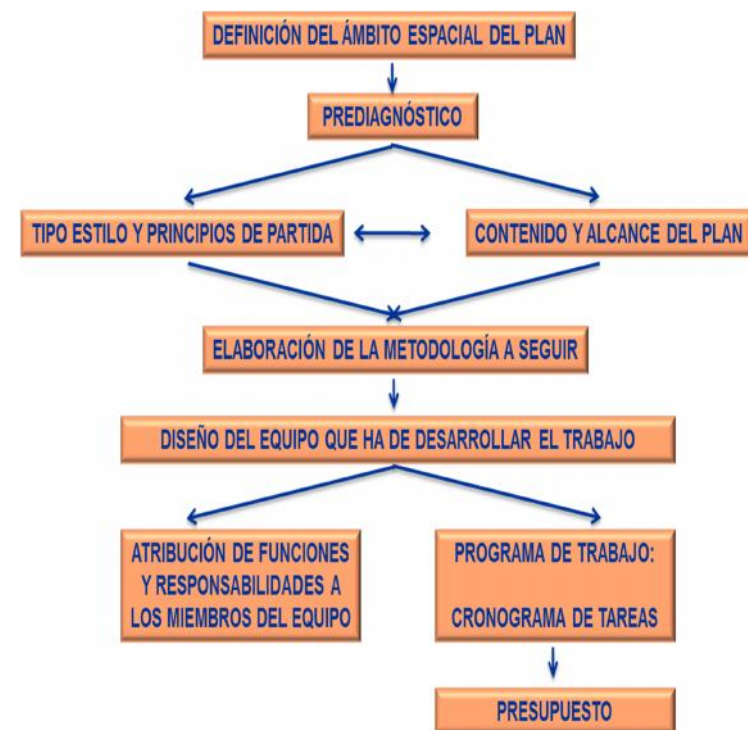 DEFINICIÓN DEL ÁMBITO ESPACIAL DEL PLAN
PREDIAGNÓSTICO
TIPO ESTILO Y PRINCIPIOS DE PARTIDA
CONTENIDO Y ALCANCE DEL PLAN
ELABORACIÓN DE LA METODOLOGÍA A SEGUIR
DISEÑO DEL EQUIPO QUE HA DE DESARROLLAR EL TRABAJO
ATRIBUCIÓN DE FUNCIONES
Y RESPONSABILIDADES A
LOS MIEMBROS DEL EQUIPO
PROGRAMA DE TRABAJO:
CRONOGRAMA DE TAREAS
PRESUPUESTO